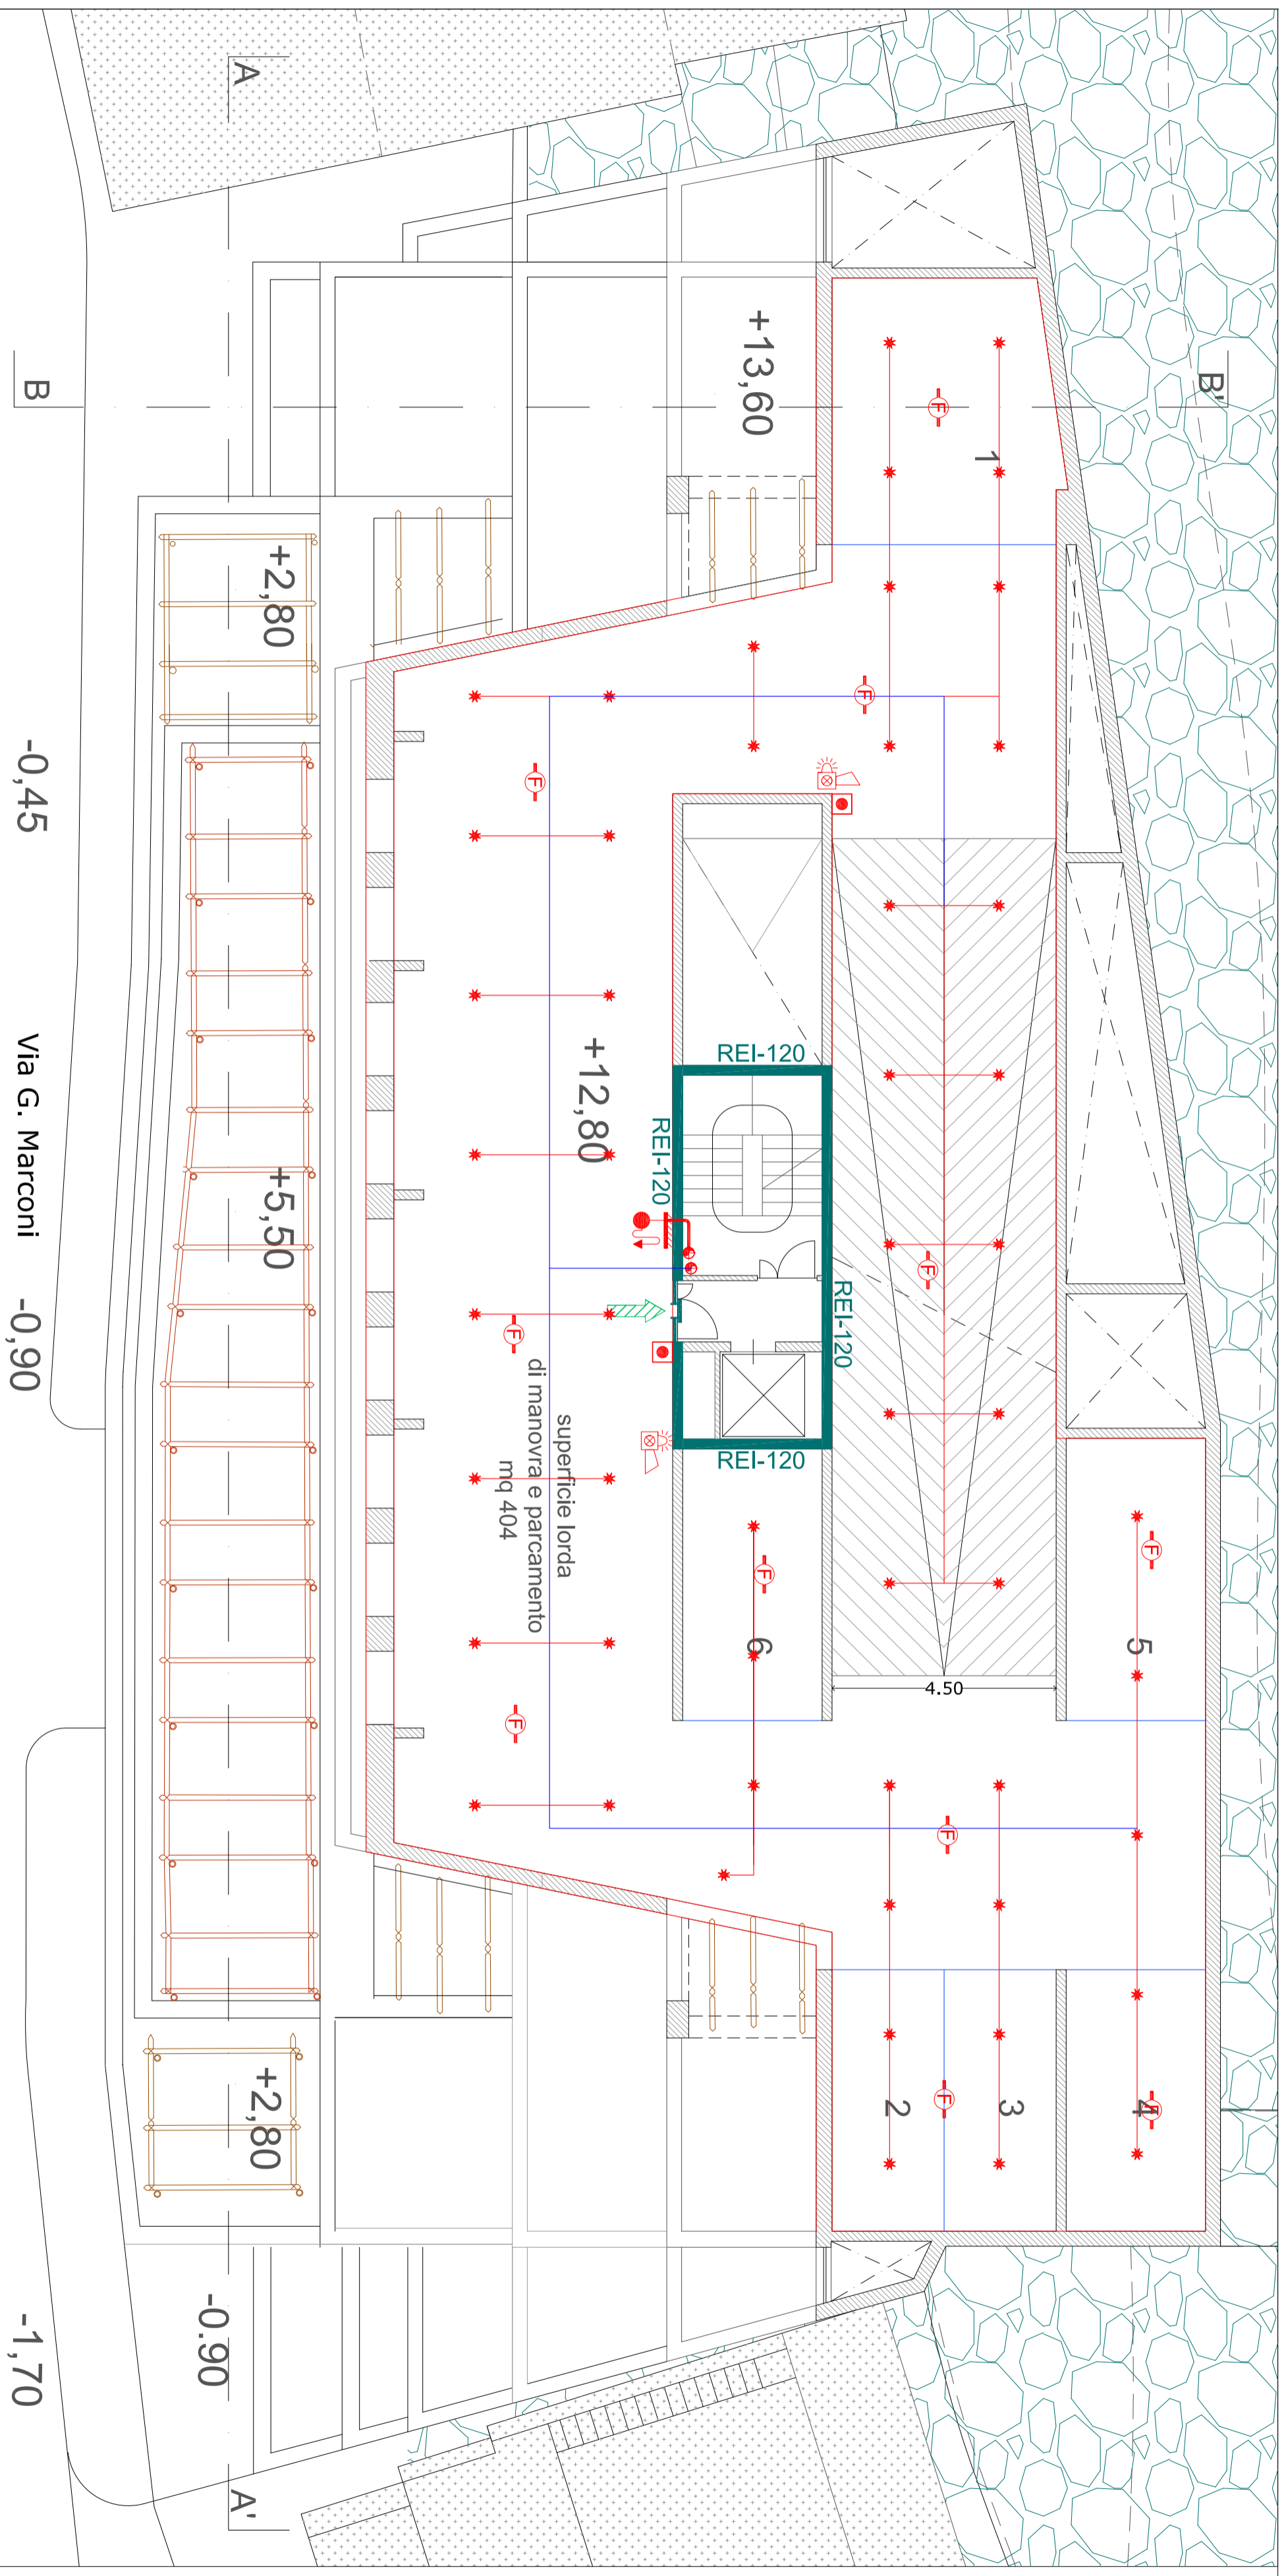 A
B
B'
+13,60
F
1
+2,80
F
F
-0,45
Via G. Marconi
-0,90
+5,50
+12,80
REI-120
REI-120
REI-120
REI-120
F
F
superficie lorda
di manovra e parcamento
mq 404
F
6
F
5
4.50
F
F
2
F
3
4
F
+2,80
-0.90
-1,70
A'